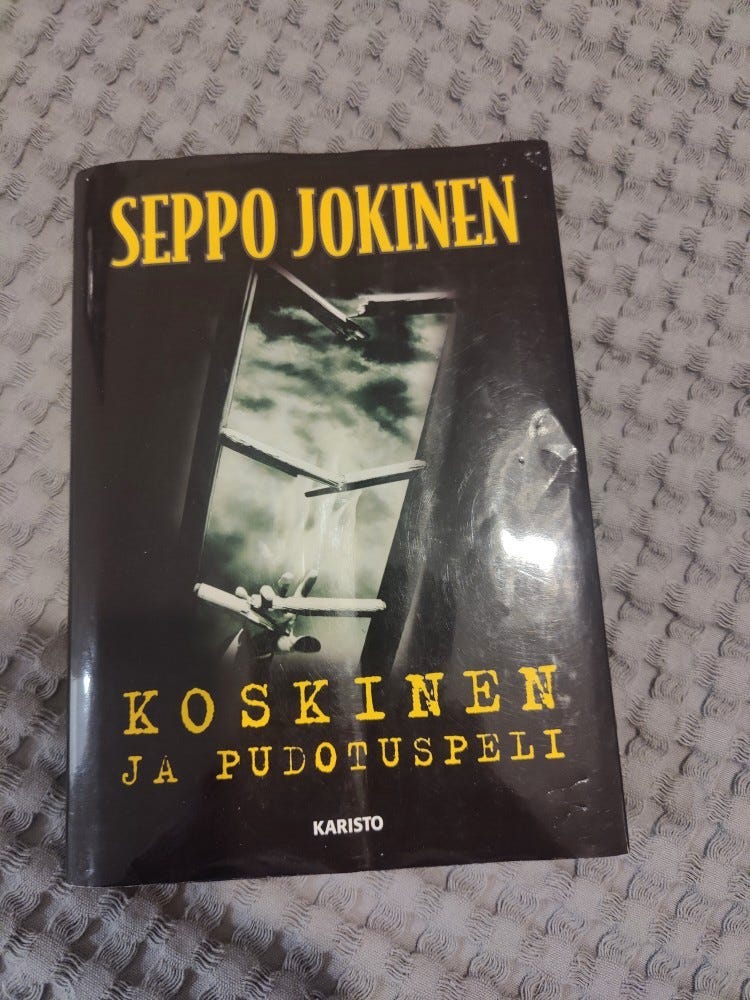 SEPPO JOKINEN
KOSKINEN
JA PUDOTUSPELI
KARISTO